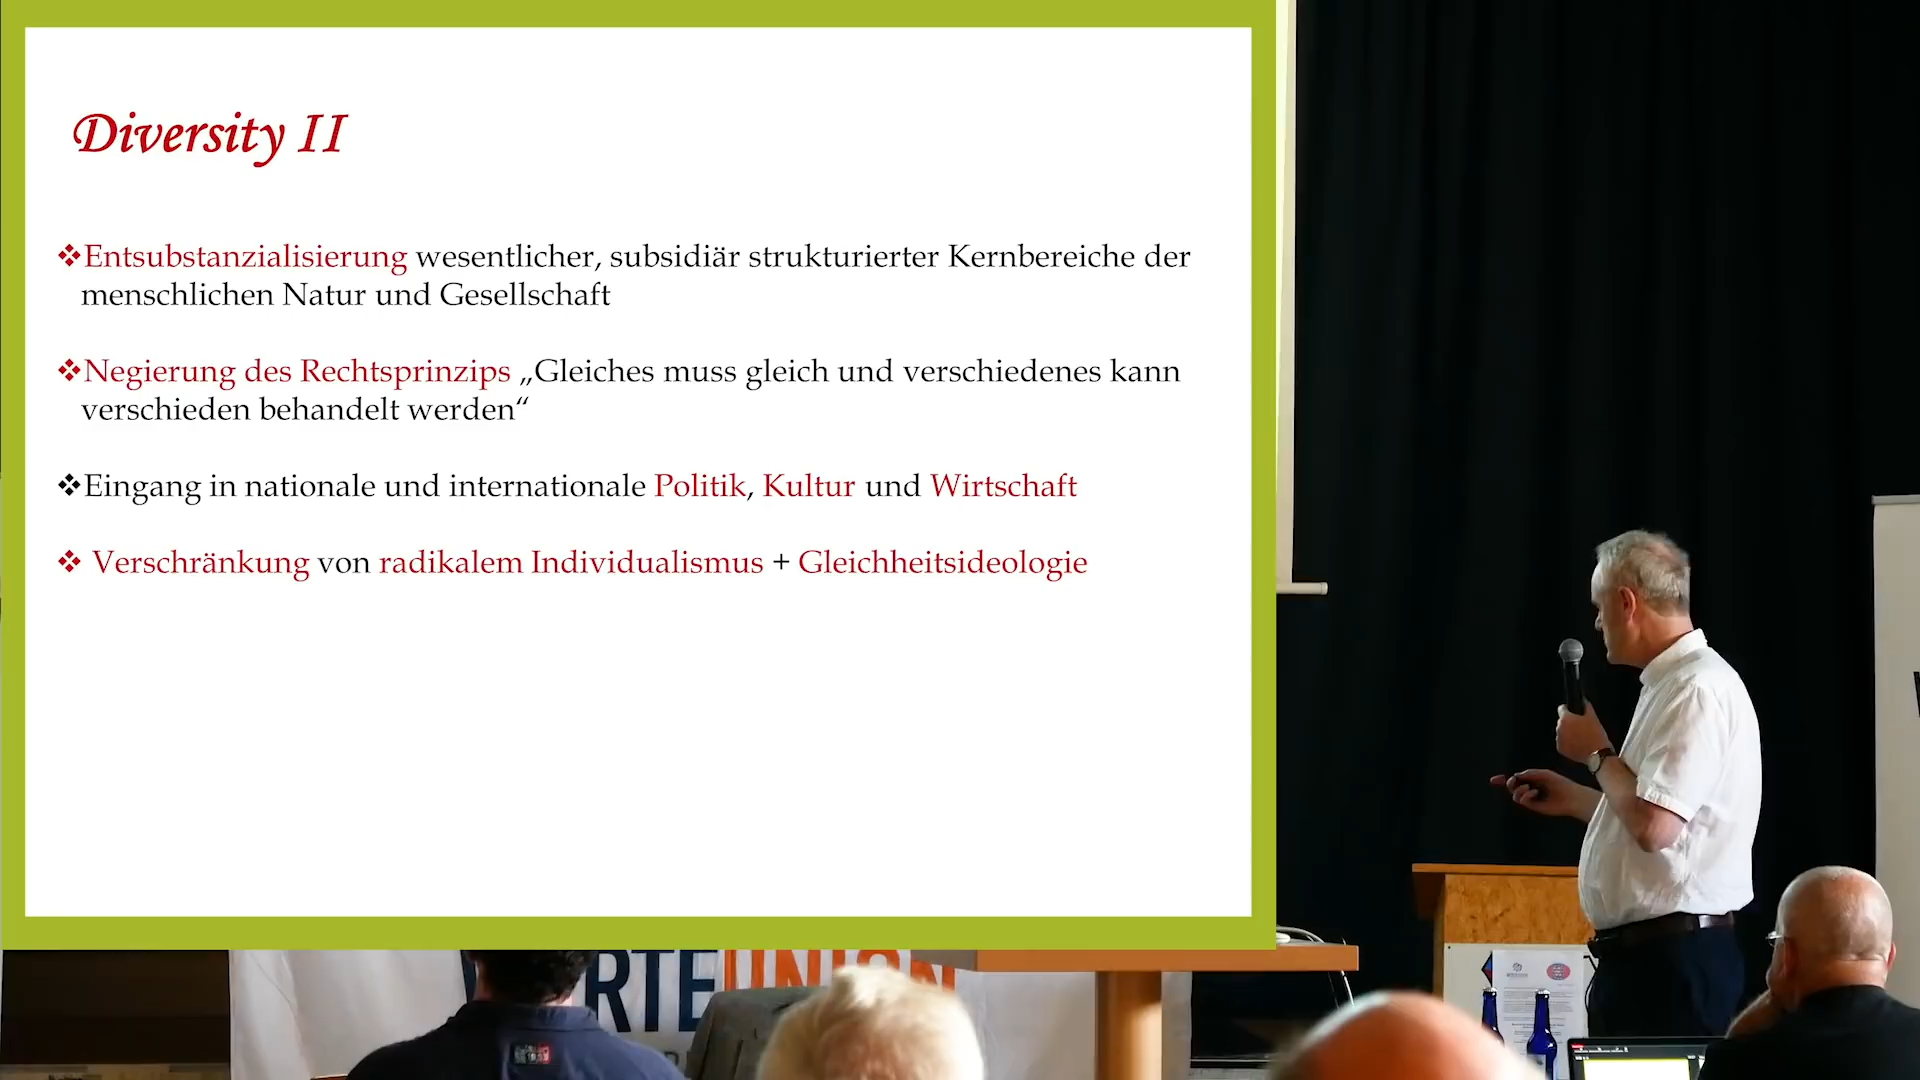 Diversity II
❖Entsubstanzialisierung wesentlicher, subsidiär strukturierter Kernbereiche der
menschlichen Natur und Gesellschaft
❖Negierung des Rechtsprinzips „Gleiches muss gleich und verschiedenes kann
verschieden behandelt werden“
❖Eingang in nationale und internationale Politik, Kultur und Wirtschaft
❖ Verschränkung von radikalem Individualismus + Gleichheitsideologie
RTEUNION